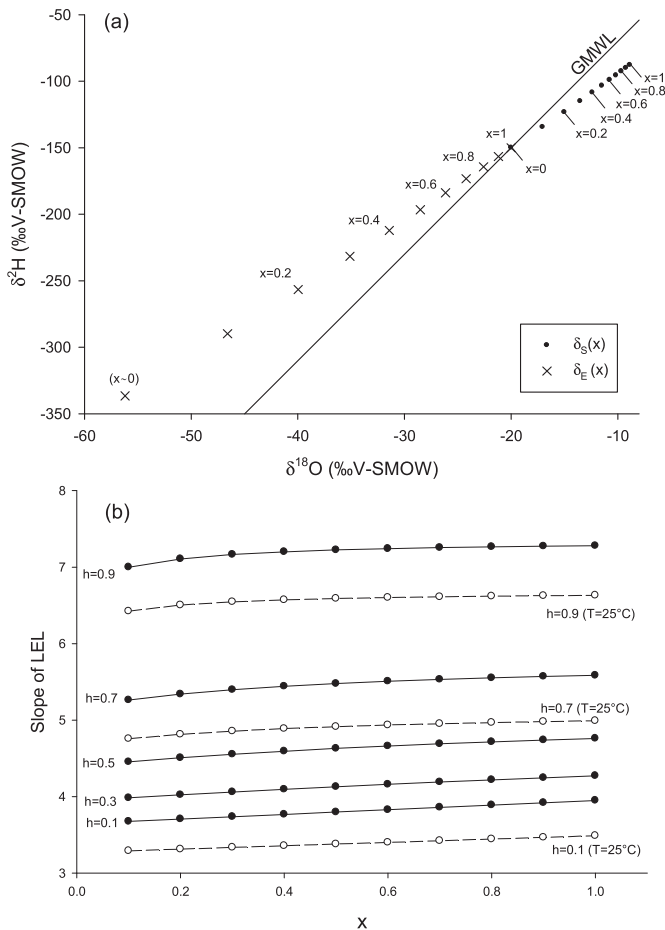 (a)
GMWL
-50
-100
-150
-200
-250
-300
-350
δ²H (‰V-SMOW)
x=1
x=0.8
x=0.6
x=0.4
x=0.2
x=0
x=1
x=0.8
x=0.6
x=0.4
x=0.2
(x~0)
δS(x)
δE (x)
-60
-50
-40
-30
-20
-10
δ¹⁸O (‰V-SMOW)
(b)
8
7
6
5
4
3
Slope of LEL
h=0.9
h=0.9 (T=25°C)
h=0.7
h=0.7 (T=25°C)
h=0.5
h=0.3
h=0.1
h=0.1 (T=25°C)
0.0
0.2
0.4
0.6
0.8
1.0
x